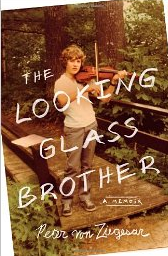 THE
LOOKING
GLASS
BROTHER
A MEMOIR
Peter von Ziegesar